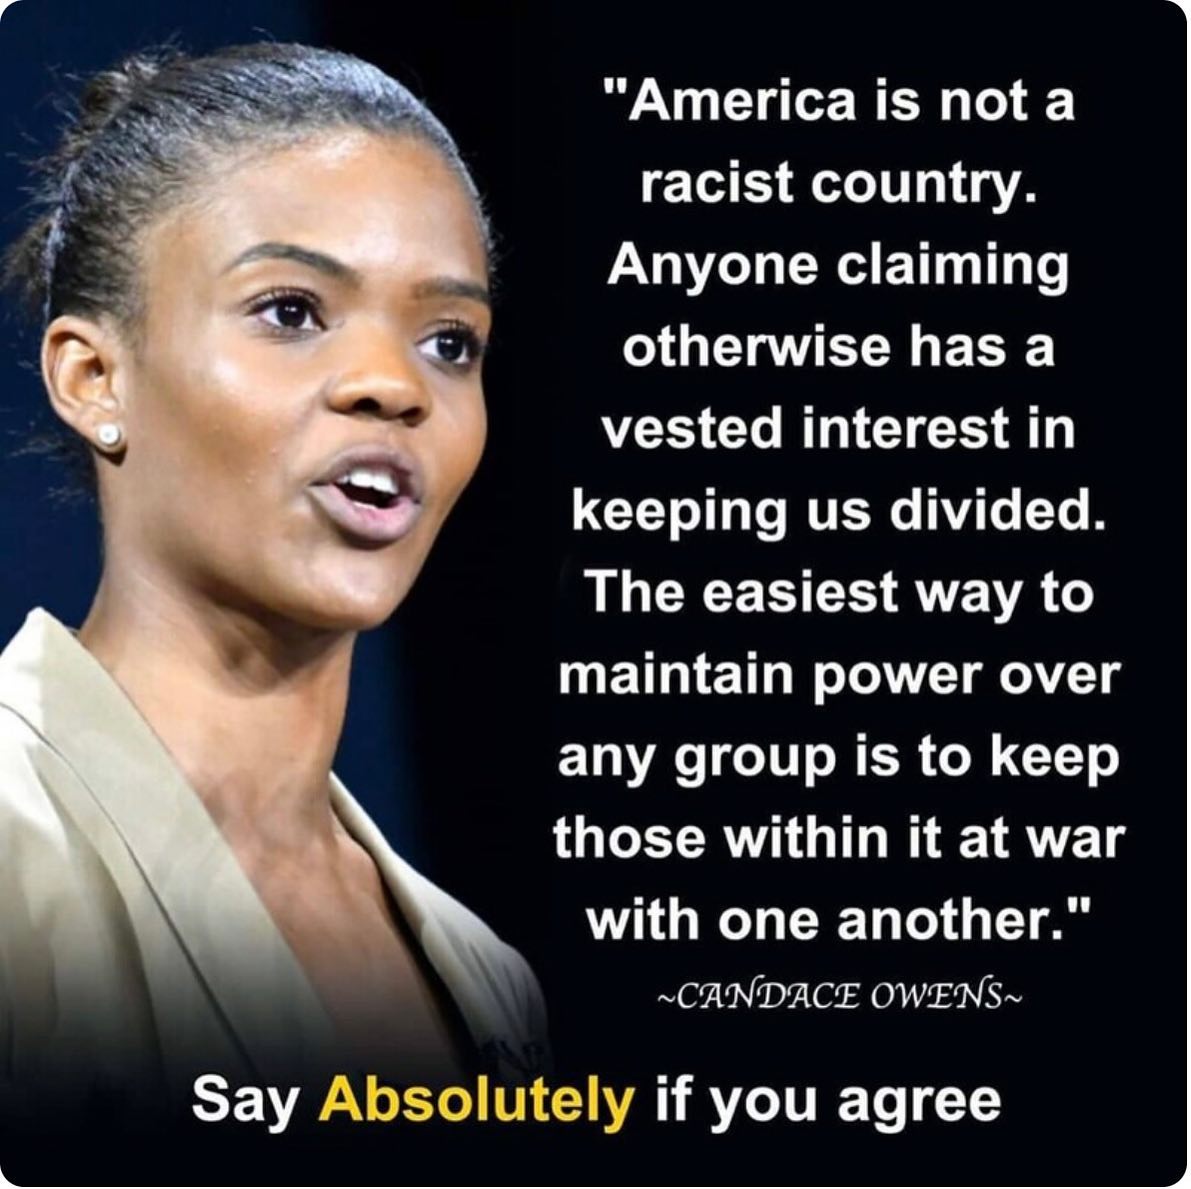 "America is not a
racist country.
Anyone claiming
otherwise has a
vested interest in
keeping us divided.
The easiest way to
maintain power over
any group is to keep
those within it at war
with one another."
~CANDACE OWENS~
Say Absolutely if you agree